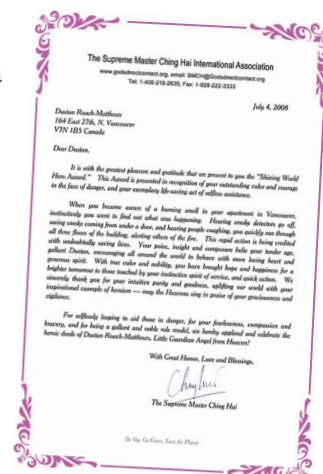 The Supreme Master Ching Hai International Association
www.godsdirectcontact.org, email: SMCH@Godsdirectcontact.org
Tel: 1-408-218-2635; Fax: 1-928-222-3333
July 4, 2008
Dustan Roach-Matthews
164 East 27th, N. Vancouver
V7N 1B5 Canada
Dear Dustan,
It is with the greatest pleasure and gratitude that we present to you the "Shining World
Hero Award." This Award is presented in recognition of your outstanding valor and courage
in the face of danger, and your exemplary life-saving act of selfless assistance.
When you became aware of a burning smell in your apartment in Vancouver,
instinctively you went to find out what was happening. Hearing smoke detectors go off,
seeing smoke coming from under a door, and hearing people coughing, you quickly ran through
all three floors of the building, alerting others of the fire. This rapid action is being credited
with undoubtedly saving lives. Your poise, insight and composure belie your tender age,
gallant Dustan, encouraging all around the world to behave with more loving heart and
generous spirit. With true valor and nobility, you have brought hope and happiness for a
brighter tomorrow to those touched by your instinctive spirit of service, and quick action. We
sincerely thank you for your intuitive purity and goodness, uplifting our world with your
inspirational example of heroism — may the Heavens sing in praise of your graciousness and
vigilance.
For selflessly leaping to aid those in danger, for your fearlessness, compassion and
bravery, and for being a gallant and noble role model, we hereby applaud and celebrate the
heroic deeds of Dustan Roach-Matthews, Little Guardian Angel from Heaven!
With Great Honor, Love and Blessings,
The Supreme Master Ching Hai
Be Veg, Go Green, Save the Planet